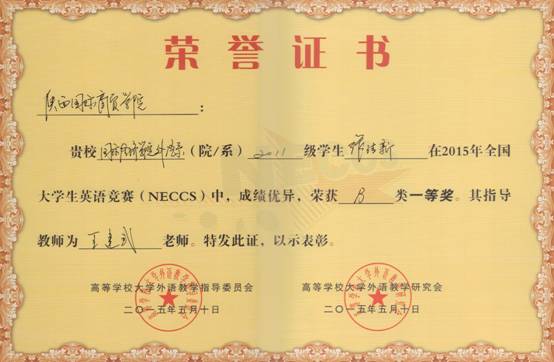 荣誉证书
陕西国际商贸学院：
贵校（院/系）2011 级学生 在2015年全国
大学生英语竞赛（NECCS）中，成绩优异，荣获 B 类一等奖。其指导
教师为 王建武 老师。特发此证，以示表彰。
高等学校大学外语教学指导委员会 高等学校大学外语教学研究会
二〇一五年五月十日 二〇一五年五月十日